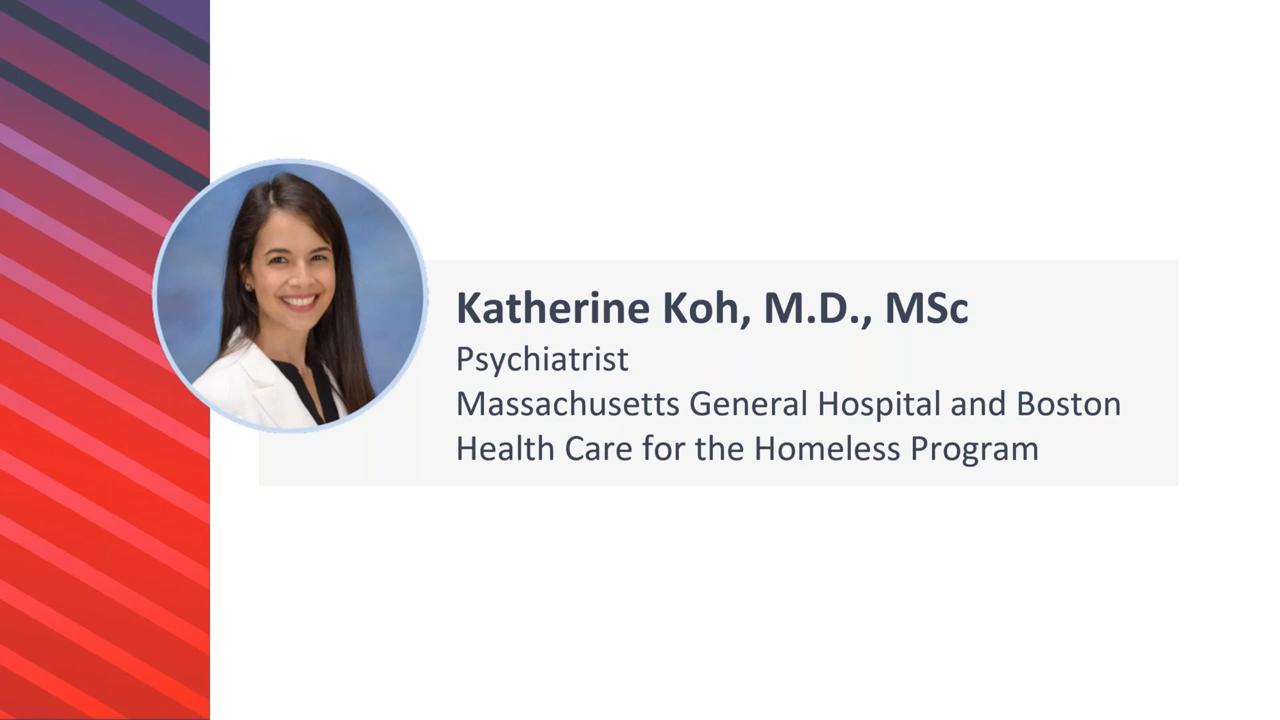 Katherine Koh, M.D., MSc
Psychiatrist
Massachusetts General Hospital and Boston
Health Care for the Homeless Program